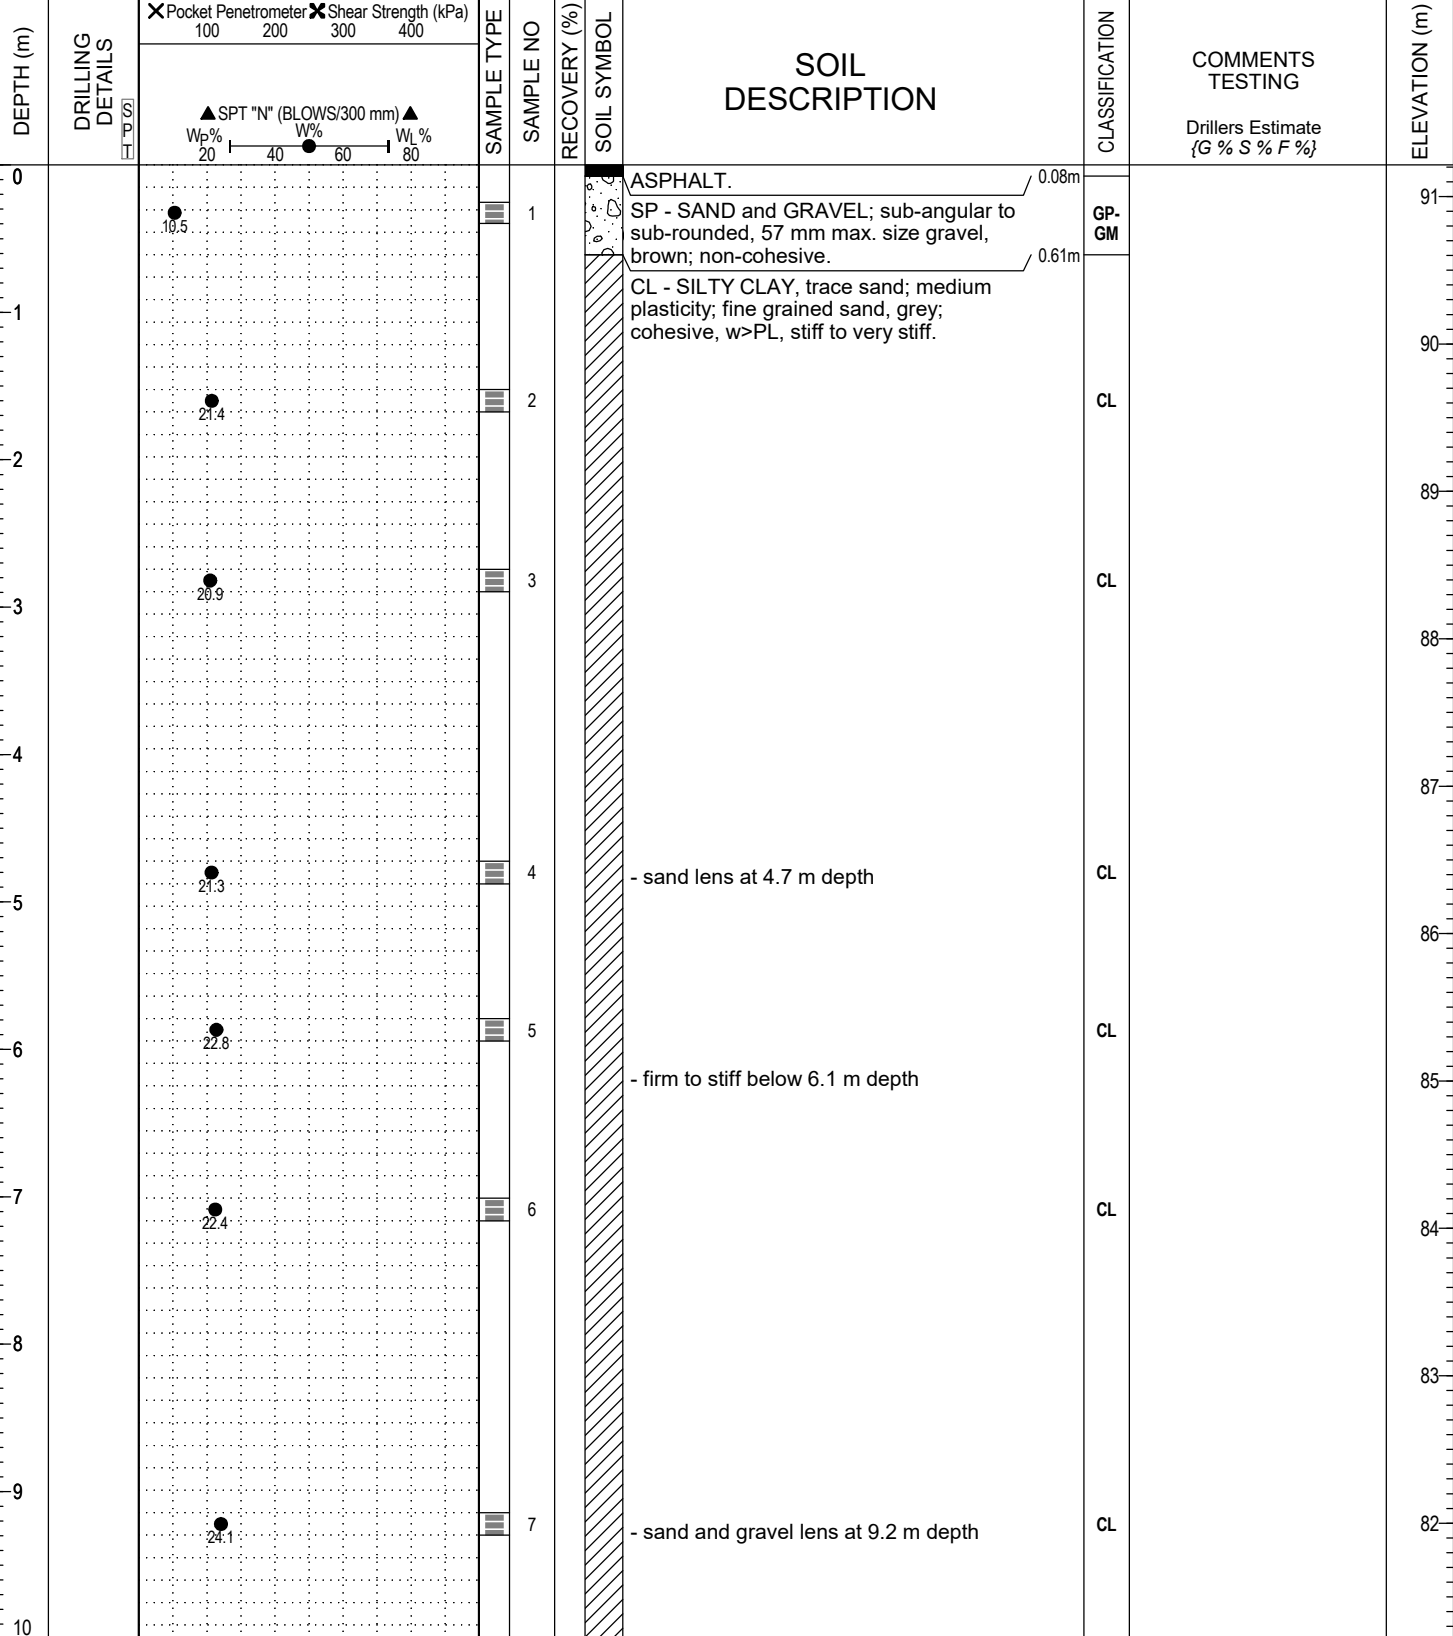 DEPTH (m)
DRILLING
DETAILS
S
P
T
Pocket Penetrometer Shear Strength (kPa)
100 200 300 400
▲ SPT "N" (BLOWS/300 mm) ▲
WP% W% WL%
20 40 60 80
SAMPLE TYPE
SAMPLE NO
RECOVERY (%)
SOIL SYMBOL
SOIL
DESCRIPTION
CLASSIFICATION
COMMENTS
TESTING
Drillers Estimate
{G % S % F %}
ELEVATION (m)
0
ASPHALT. 0.08m
91
10.5
1
SP - SAND and GRAVEL; sub-angular to
sub-rounded, 57 mm max. size gravel,
brown; non-cohesive. 0.61m
GP-
GM
CL - SILTY CLAY, trace sand; medium
plasticity; fine grained sand, grey;
cohesive, w>PL, stiff to very stiff.
1
90
21.4
2
CL
2
89
20.9
3
CL
3
88
4
87
21.3
4
- sand lens at 4.7 m depth
CL
5
86
22.8
5
CL
6
- firm to stiff below 6.1 m depth
85
7
22.4
6
CL
84
8
83
9
24.1
7
- sand and gravel lens at 9.2 m depth
CL
82
10